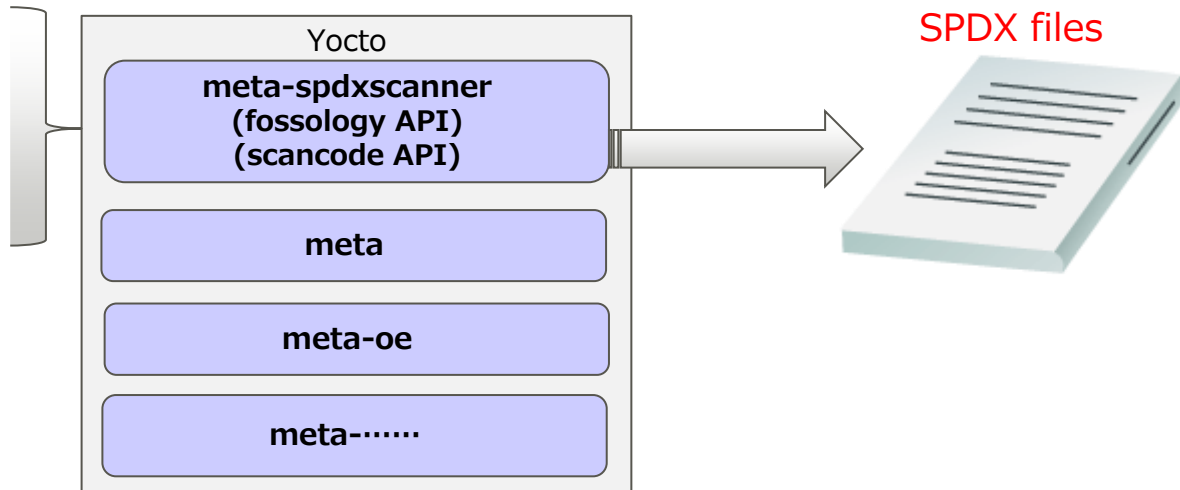 Yocto
SPDX files
meta-spdxscanner
(fossology API)
(scancode API)
meta
meta-oe
meta-⋯⋯